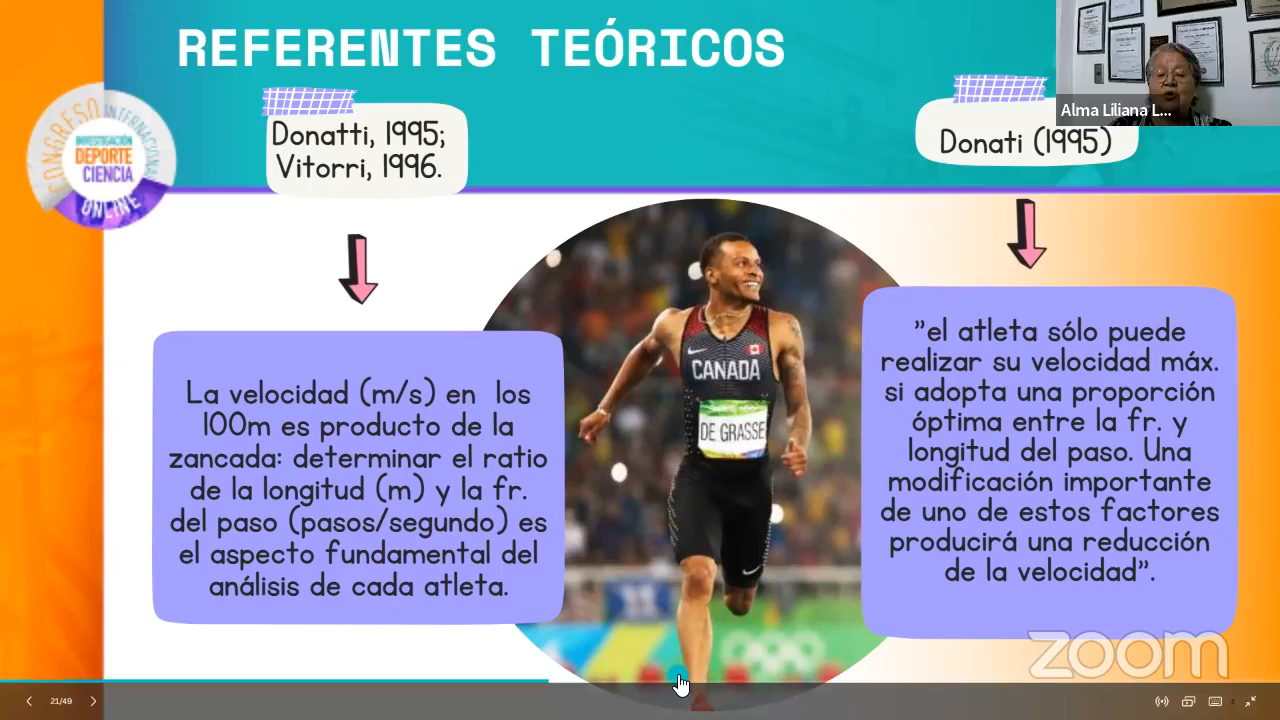 REFERENTES TEÓRICOS
Alma Liliana L...
CONGRESO INTERNACIONAL
INVESTIGACIÓN
DEPORTE
CIENCIA
ONLINE
Donatti, 1995;
Vitorri, 1996.
Donati (1995)
La velocidad (m/s) en los
100m es producto de la
zancada: determinar el ratio
de la longitud (m) y la fr.
del paso (pasos/segundo) es
el aspecto fundamental del
análisis de cada atleta.
CANADA
DE GRASSE
”el atleta sólo puede
realizar su velocidad máx.
si adopta una proporción
óptima entre la fr. y
longitud del paso. Una
modificación importante
de uno de estos factores
producirá una reducción
de la velocidad”.
zoom
21/49